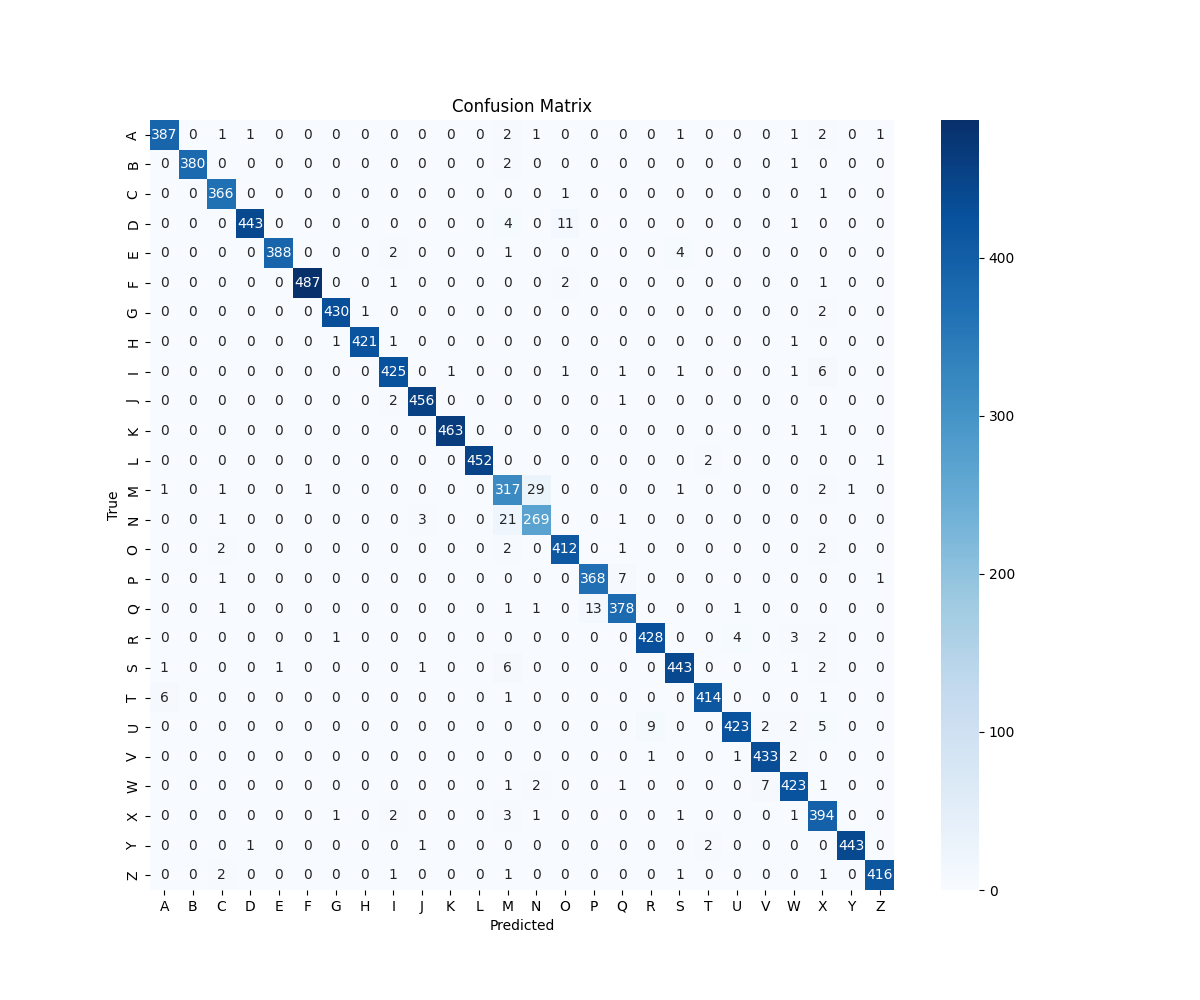 Confusion Matrix
A 387 0 1 1 0 0 0 0 0 0 0 0 2 1 0 0 0 0 1 0 0 0 1 2 0 1
B 0 380 0 0 0 0 0 0 0 0 0 0 2 0 0 0 0 0 0 0 0 0 1 0 0 0
C 0 0 366 0 0 0 0 0 0 0 0 0 0 0 1 0 0 0 0 0 0 0 0 1 0 0
D 0 0 0 443 0 0 0 0 0 0 0 0 4 0 11 0 0 0 0 0 0 0 1 0 0 0
E 0 0 0 0 388 0 0 0 2 0 0 0 1 0 0 0 0 0 4 0 0 0 0 0 0 0
F 0 0 0 0 0 487 0 0 1 0 0 0 0 0 2 0 0 0 0 0 0 0 0 1 0 0
G 0 0 0 0 0 0 430 1 0 0 0 0 0 0 0 0 0 0 0 0 0 0 0 2 0 0
H 0 0 0 0 0 0 1 421 1 0 0 0 0 0 0 0 0 0 0 0 0 0 1 0 0 0
I 0 0 0 0 0 0 0 0 425 0 1 0 0 0 1 0 1 0 1 0 0 0 1 6 0 0
J 0 0 0 0 0 0 0 0 2 456 0 0 0 0 0 0 1 0 0 0 0 0 0 0 0 0
K 0 0 0 0 0 0 0 0 0 0 463 0 0 0 0 0 0 0 0 0 0 0 1 1 0 0
L 0 0 0 0 0 0 0 0 0 0 0 452 0 0 0 0 0 0 0 2 0 0 0 0 0 1
M 1 0 1 0 0 1 0 0 0 0 0 0 317 29 0 0 0 0 1 0 0 0 0 2 1 0
N 0 0 1 0 0 0 0 0 0 3 0 0 21 269 0 0 1 0 0 0 0 0 0 0 0 0
O 0 0 2 0 0 0 0 0 0 0 0 0 2 0 412 0 1 0 0 0 0 0 0 2 0 0
P 0 0 1 0 0 0 0 0 0 0 0 0 0 0 0 368 7 0 0 0 0 0 0 0 0 1
Q 0 0 1 0 0 0 0 0 0 0 0 0 1 1 0 13 378 0 0 0 1 0 0 0 0 0
R 0 0 0 0 0 0 1 0 0 0 0 0 0 0 0 0 0 428 0 0 4 0 3 2 0 0
S 1 0 0 0 1 0 0 0 0 1 0 0 6 0 0 0 0 0 443 0 0 0 1 2 0 0
T 6 0 0 0 0 0 0 0 0 0 0 0 1 0 0 0 0 0 0 414 0 0 0 1 0 0
U 0 0 0 0 0 0 0 0 0 0 0 0 0 0 0 0 0 9 0 0 423 2 2 5 0 0
V 0 0 0 0 0 0 0 0 0 0 0 0 0 0 0 0 0 1 0 0 1 433 2 0 0 0
W 0 0 0 0 0 0 0 0 0 0 0 0 1 2 0 0 1 0 0 0 0 7 423 1 0 0
X 0 0 0 0 0 0 1 0 2 0 0 0 3 1 0 0 0 0 1 0 0 0 1 394 0 0
Y 0 0 0 1 0 0 0 0 0 1 0 0 0 0 0 0 0 0 0 2 0 0 0 0 443 0
Z 0 0 2 0 0 0 0 0 1 0 0 0 1 0 0 0 0 0 1 0 0 0 0 1 0 416
A B C D E F G H I J K L M N O P Q R S T U V W X Y Z
Predicted
True
400
300
200
100
0